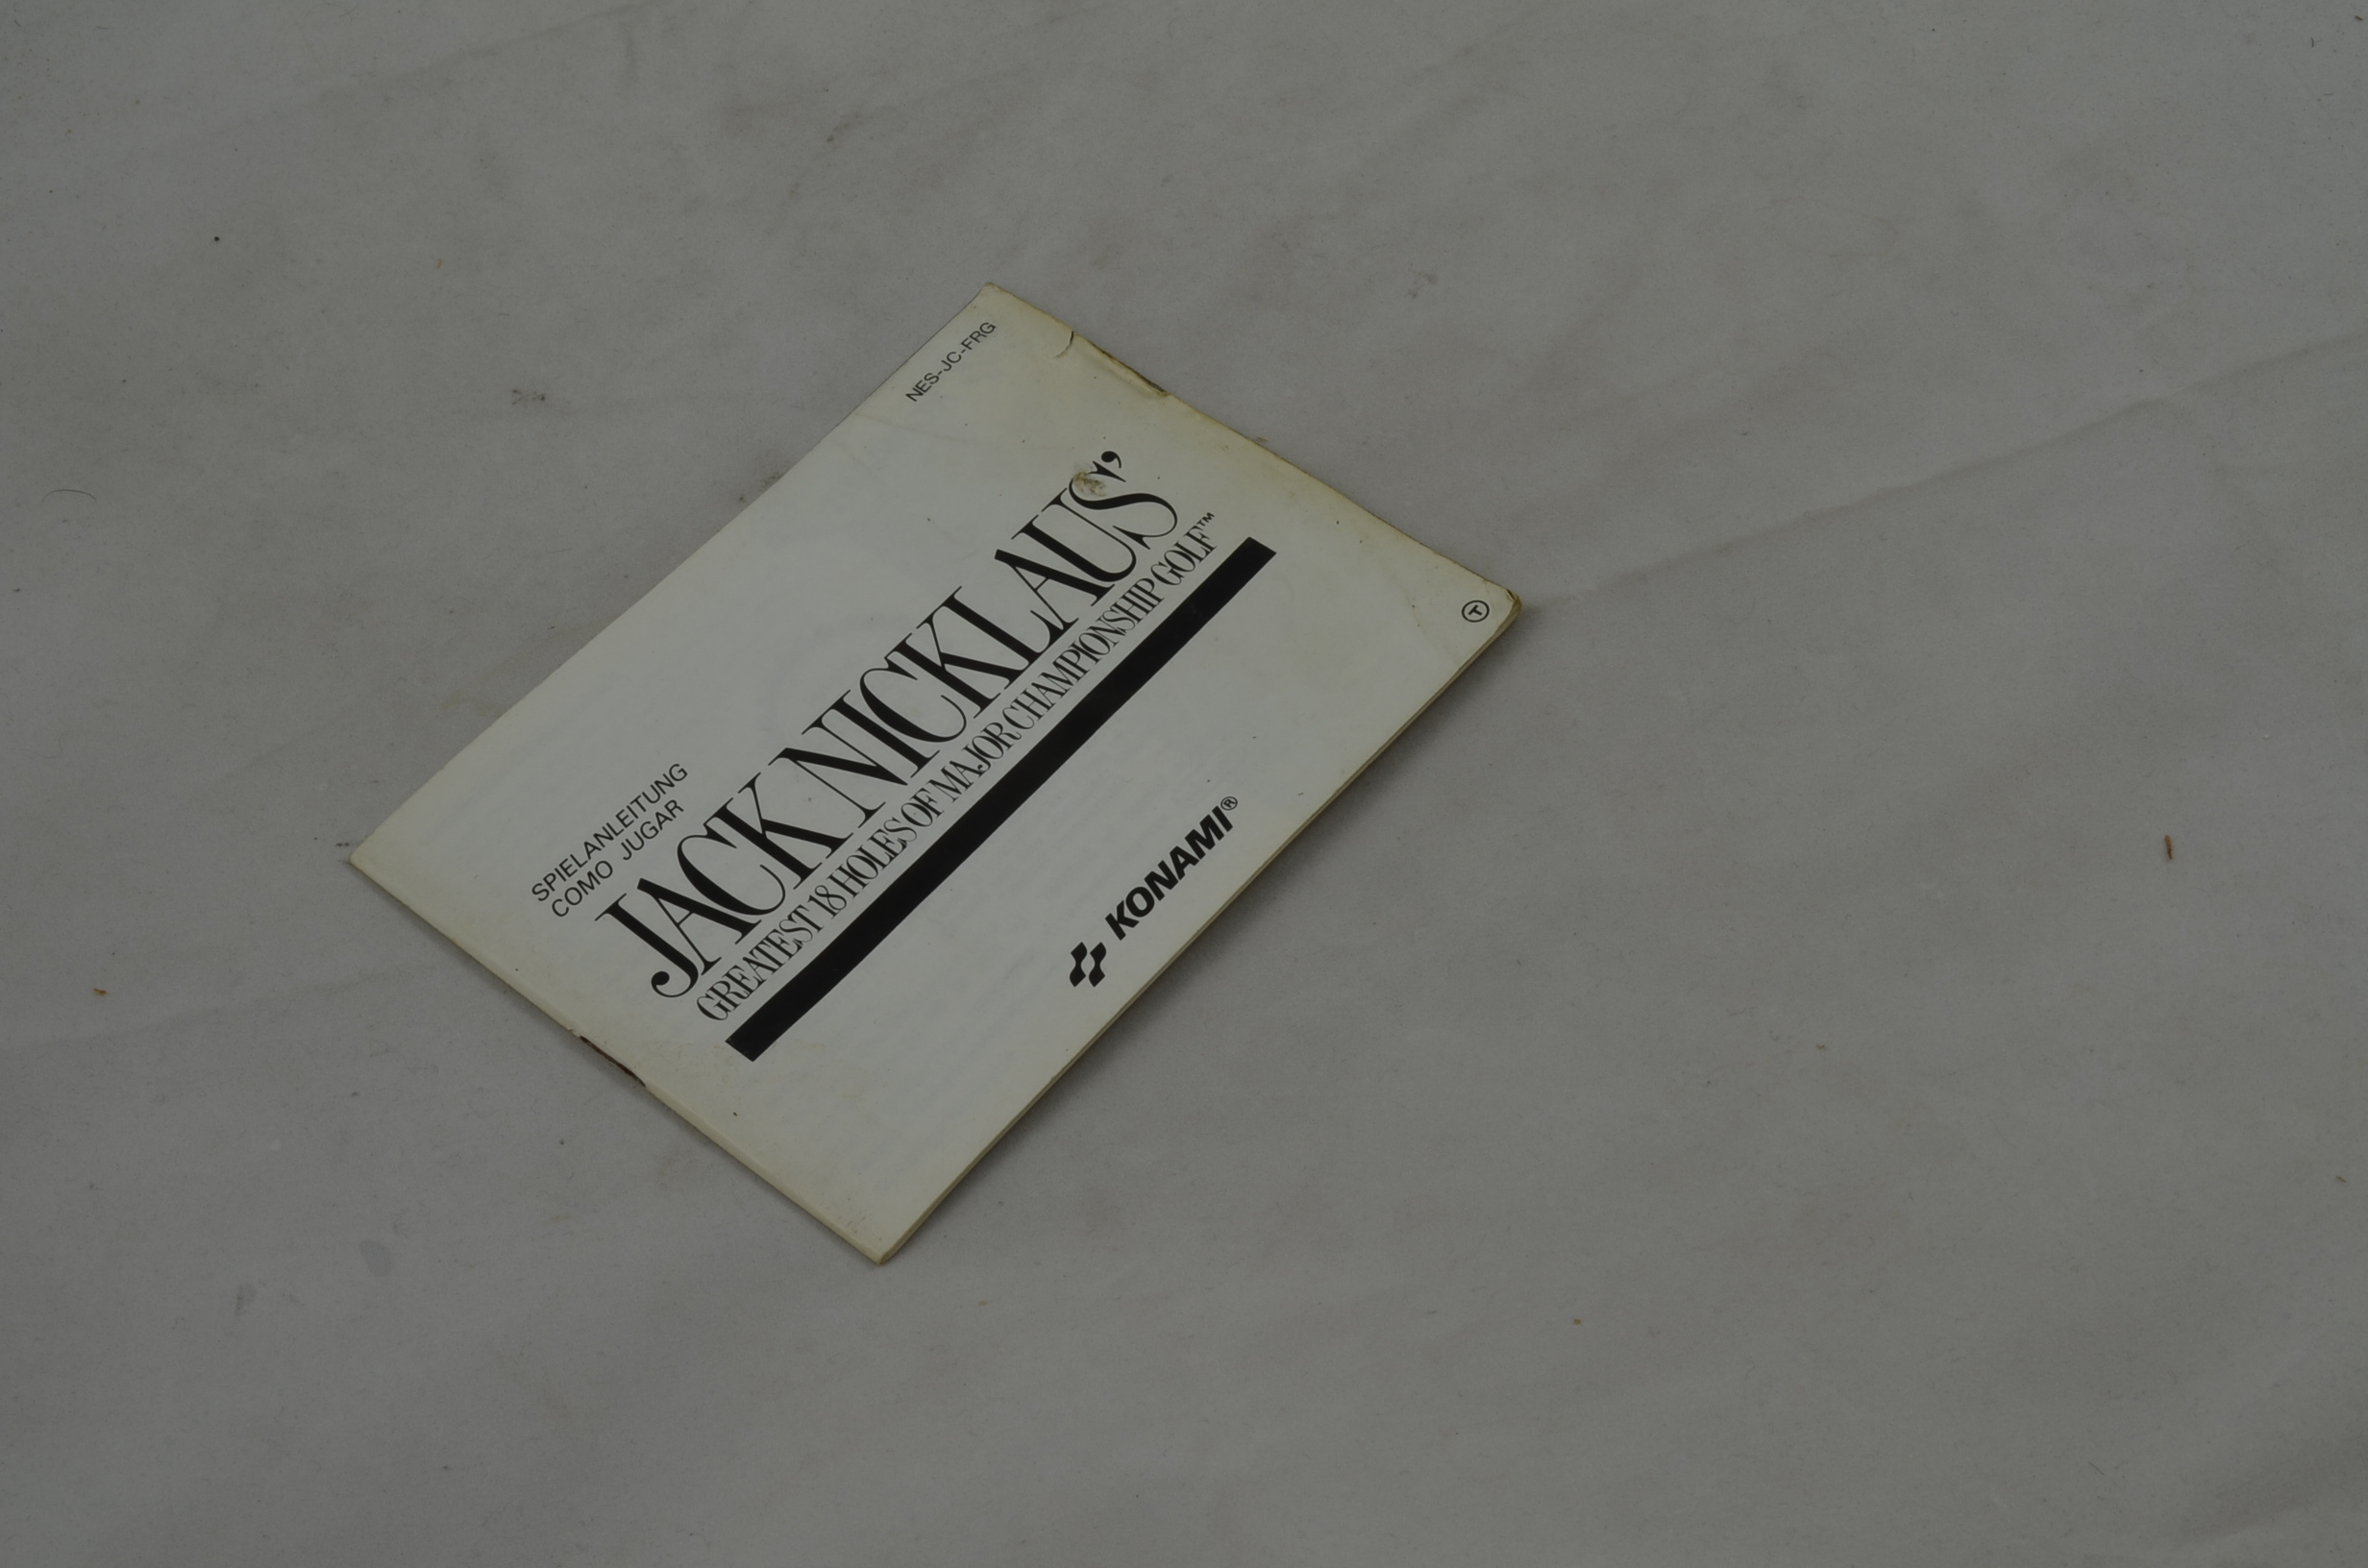 NES-JC-FRG
SPIELANLEITUNG
COMO JUGAR
JACK NICKLAUS'
GREATEST 18 HOLES OF MAJOR CHAMPIONSHIP GOLF™
KONAMI®
T